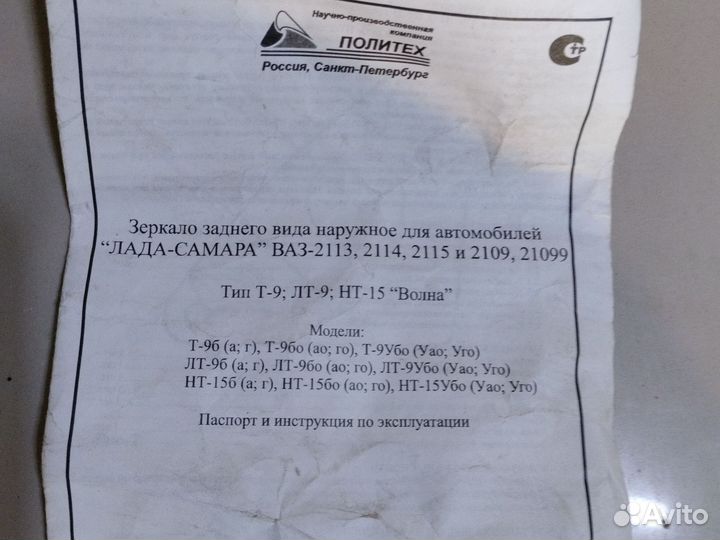 Научно-производственная
компания
ПОЛИТЕХ
Россия, Санкт-Петербург
Зеркало заднего вида наружное для автомобилей
“ЛАДА-САМАРА” ВАЗ-2113, 2114, 2115 и 2109, 21099
Тип Т-9; ЛТ-9; НТ-15 “Волна”
Модели:
Т-9б (а; г), Т-9бо (ао; го), Т-9Убо (Уао; Уго)
ЛТ-9б (а; г), ЛТ-9бо (ао; го), ЛТ-9Убо (Уао; Уго)
НТ-15б (а; г), НТ-15бо (ао; го), НТ-15Убо (Уао; Уго)
Паспорт и инструкция по эксплуатации
Avito